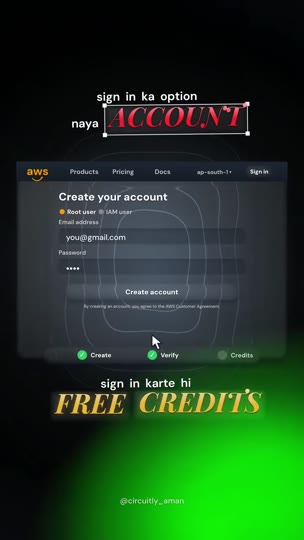 sign in ka option
naya ACCOUNT
aws Products Pricing Docs ap-south-1 Sign in
Create your account
Root user IAM user
Email address
you@gmail.com
Password
Create account
By creating an account you agree to the AWS Customer Agreement.
Create Verify Credits
sign in karte hi
FREE CREDITS
@circuitly_aman